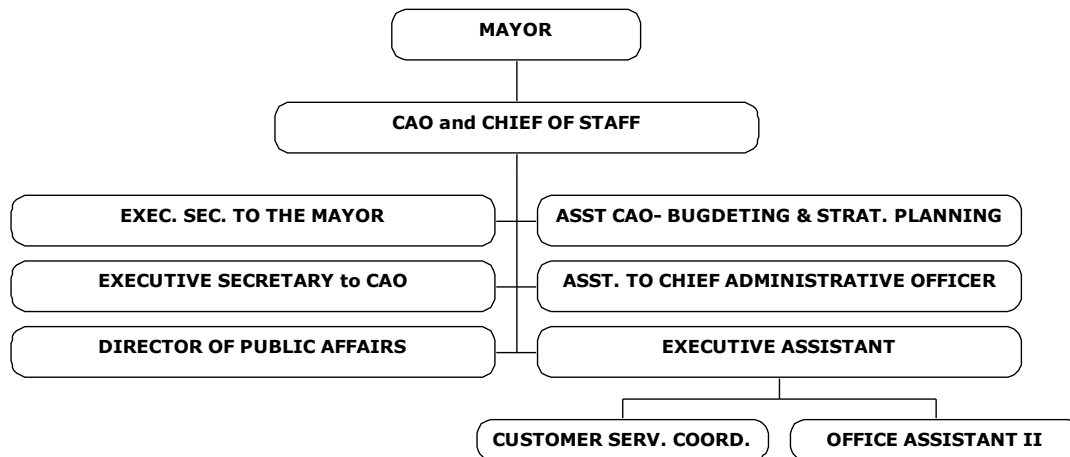 MAYOR
CAO and CHIEF OF STAFF
EXEC. SEC. TO THE MAYOR
ASST CAO- BUGDETING & STRAT. PLANNING
EXECUTIVE SECRETARY to CAO
ASST. TO CHIEF ADMINISTRATIVE OFFICER
DIRECTOR OF PUBLIC AFFAIRS
EXECUTIVE ASSISTANT
CUSTOMER SERV. COORD.
OFFICE ASSISTANT II